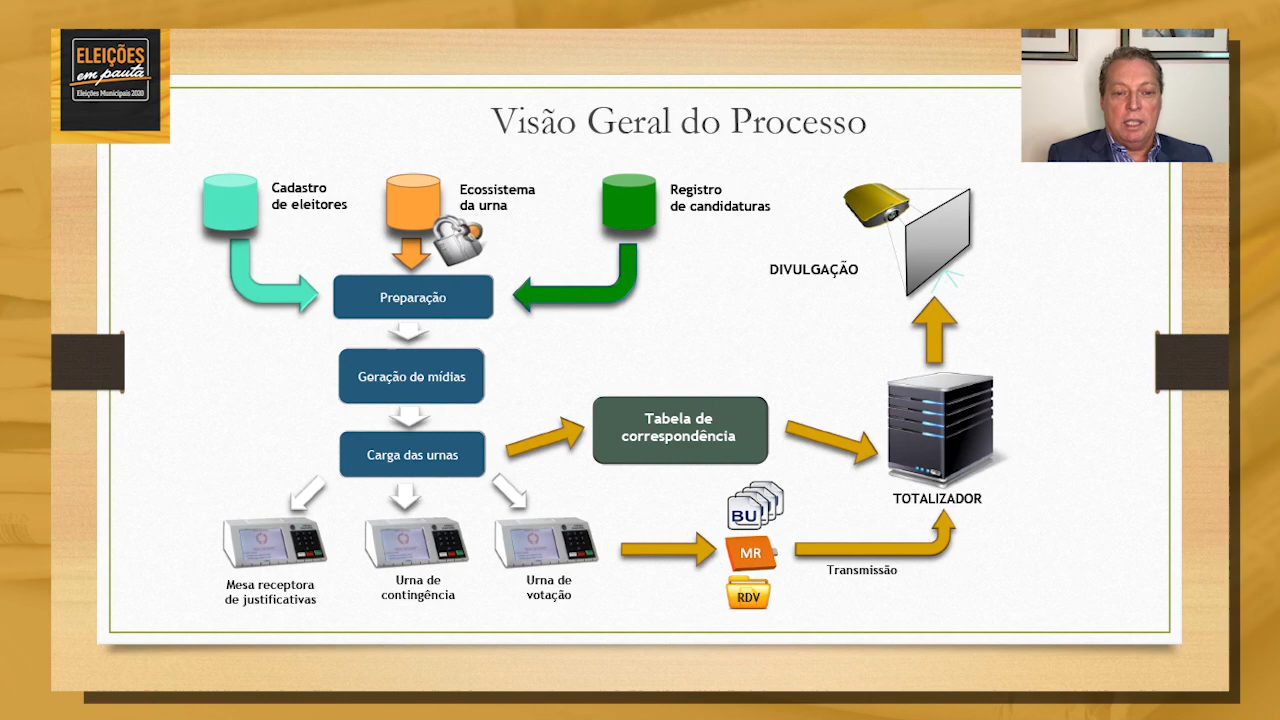 ELEIÇÕES
em pauta
Eleições Municipais 2020
Visão Geral do Processo
Cadastro
de eleitores
Ecossistema
da urna
Registro
de candidaturas
DIVULGAÇÃO
Preparação
Geração de mídias
Carga das urnas
Tabela de
correspondência
TOTALIZADOR
BU
MR
RDV
Transmissão
Mesa receptora
de justificativas
Urna de
contingência
Urna de
votação